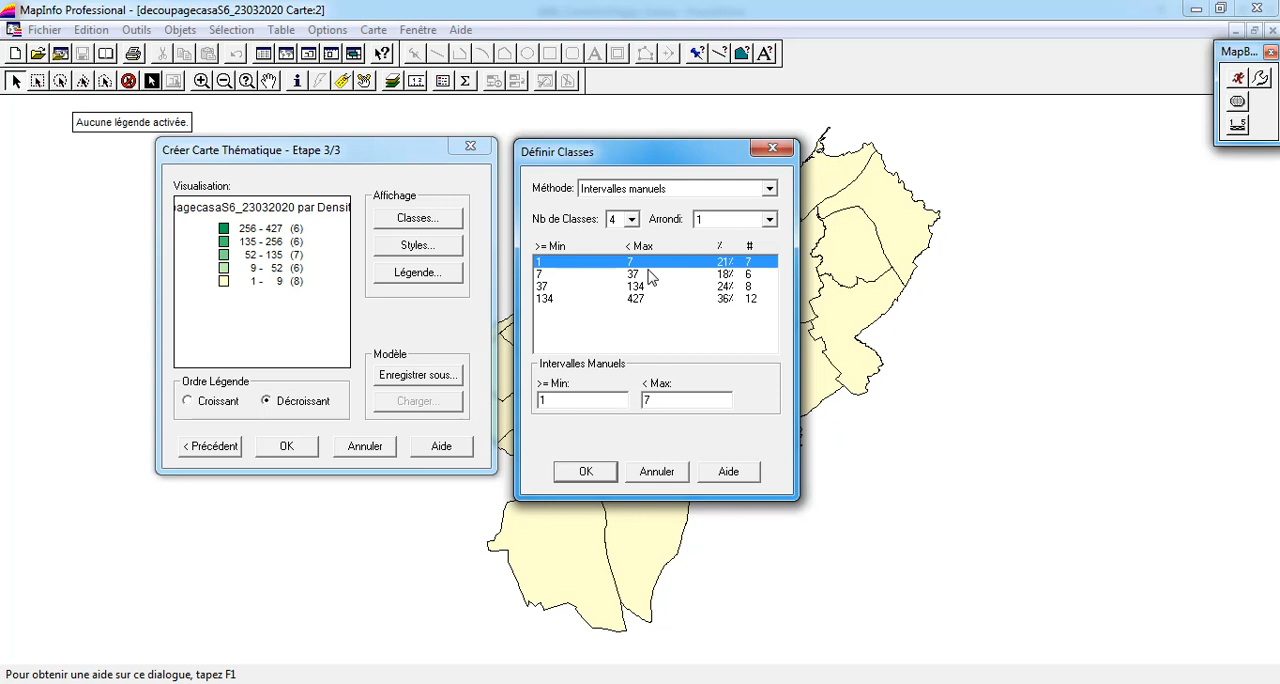 MapInfo Professional - [decoupagecasaS6_23032020 Carte:2]
Fichier Edition Outils Objets Sélection Table Options Carte Fenêtre Aide
MapB...
Aucune légende activée.
Créer Carte Thématique - Etape 3/3
Visualisation:
pagecasaS6_23032020 par Densit
256 - 427 (6)
135 - 256 (6)
52 - 135 (7)
9 - 52 (6)
1 - 9 (8)
Affichage
Classes...
Styles...
Légende...
Modèle
Enregistrer sous...
Charger...
Ordre Légende
Croissant Décroissant
< Précédent OK Annuler Aide
Définir Classes
Méthode: Intervalles manuels
Nb de Classes: 4 Arrondi: 1
>= Min < Max % #
1 7 21% 7
7 37 18% 6
37 134 24% 8
134 427 36% 12
Intervalles Manuels
>= Min: < Max:
1 7
OK Annuler Aide
Pour obtenir une aide sur ce dialogue, tapez F1